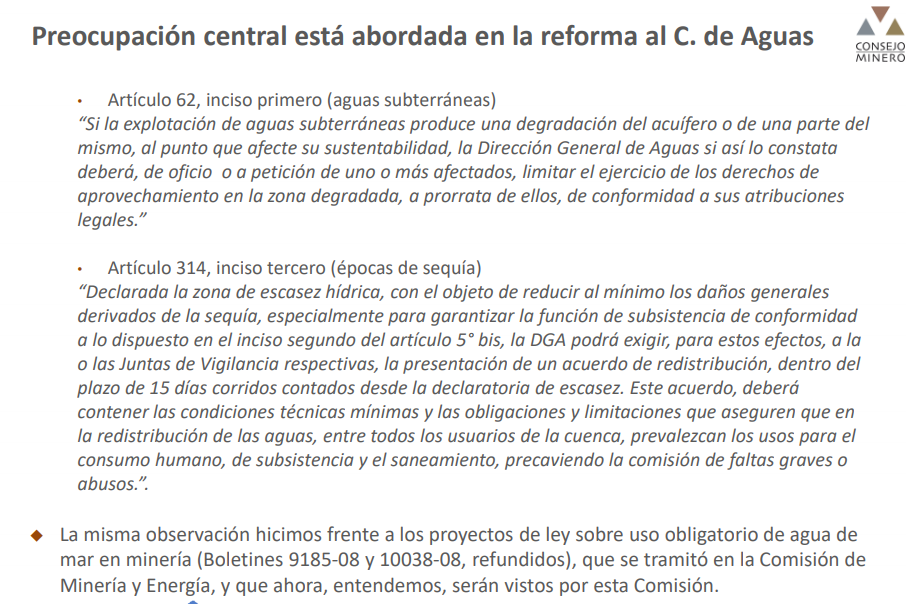 Preocupación central está abordada en la reforma al C. de Aguas
CONSEJO
MINERO
• Artículo 62, inciso primero (aguas subterráneas)
“Si la explotación de aguas subterráneas produce una degradación del acuífero o de una parte del
mismo, al punto que afecte su sustentabilidad, la Dirección General de Aguas si así lo constata
deberá, de oficio o a petición de uno o más afectados, limitar el ejercicio de los derechos de
aprovechamiento en la zona degradada, a prorrata de ellos, de conformidad a sus atribuciones
legales.”
• Artículo 314, inciso tercero (épocas de sequía)
“Declarada la zona de escasez hídrica, con el objeto de reducir al mínimo los daños generales
derivados de la sequía, especialmente para garantizar la función de subsistencia de conformidad
a lo dispuesto en el inciso segundo del artículo 5° bis, la DGA podrá exigir, para estos efectos, a la
o las Juntas de Vigilancia respectivas, la presentación de un acuerdo de redistribución, dentro del
plazo de 15 días corridos contados desde la declaratoria de escasez. Este acuerdo, deberá
contener las condiciones técnicas mínimas y las obligaciones y limitaciones que aseguren que en
la redistribución de las aguas, entre todos los usuarios de la cuenca, prevalezcan los usos para el
consumo humano, de subsistencia y el saneamiento, precaviendo la comisión de faltas graves o
abusos.”.
◆ La misma observación hicimos frente a los proyectos de ley sobre uso obligatorio de agua de
mar en minería (Boletines 9185-08 y 10038-08, refundidos), que se tramitó en la Comisión de
Minería y Energía, y que ahora, entendemos, serán vistos por esta Comisión.